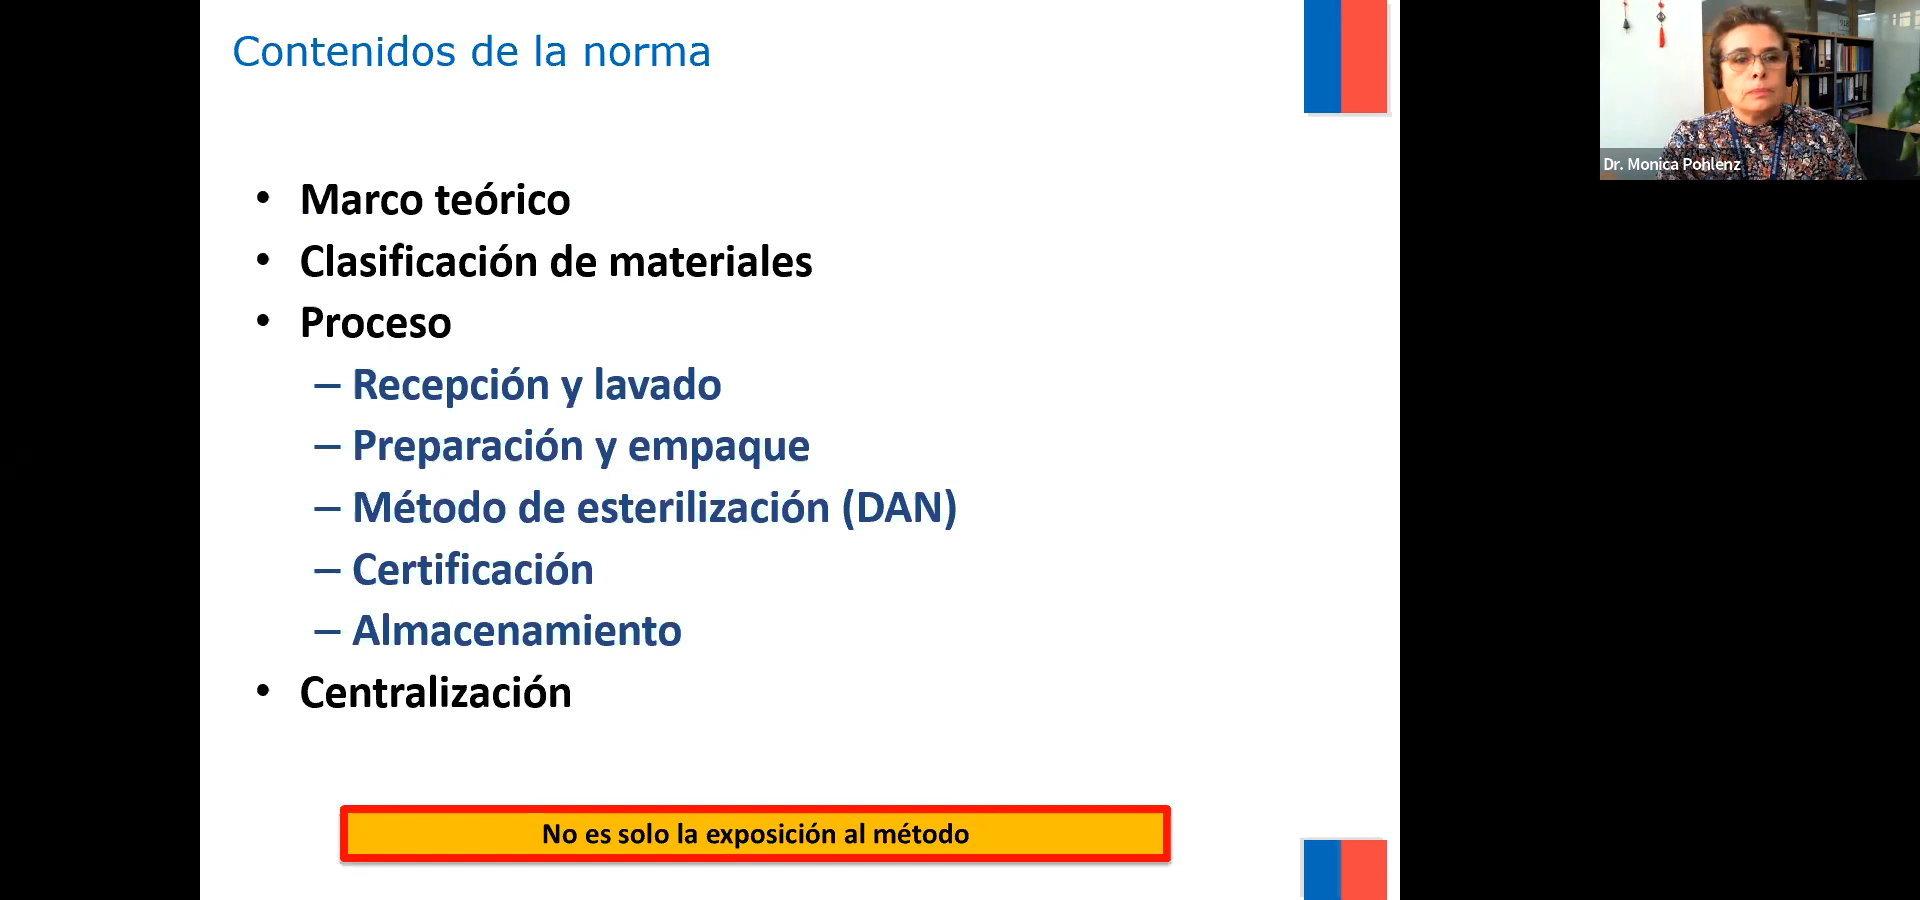 Contenidos de la norma
• Marco teórico
• Clasificación de materiales
• Proceso
– Recepción y lavado
– Preparación y empaque
– Método de esterilización (DAN)
– Certificación
– Almacenamiento
• Centralización
No es solo la exposición al método
Dr. Monica Pohlenz